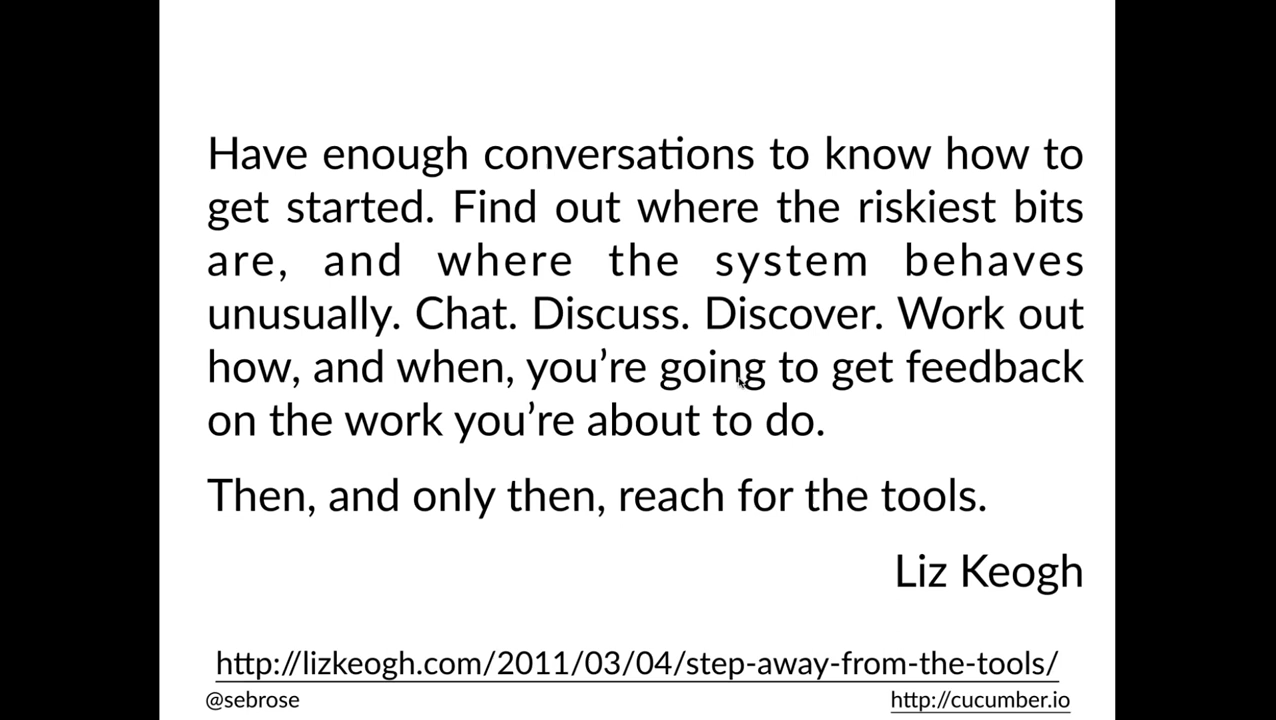 Have enough conversations to know how to
get started. Find out where the riskiest bits
are, and where the system behaves
unusually. Chat. Discuss. Discover. Work out
how, and when, you’re going to get feedback
on the work you’re about to do.
Then, and only then, reach for the tools.
Liz Keogh
http://lizkeogh.com/2011/03/04/step-away-from-the-tools/
@sebrose http://cucumber.io